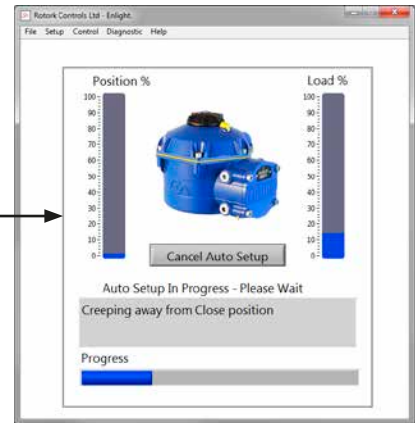 Rotork Controls Ltd - Enlight.
File Setup Control Diagnostic Help
Position %
Load %
100
90
80
70
60
50
40
30
20
10
0
100
90
80
70
60
50
40
30
20
10
0
Cancel Auto Setup
Auto Setup In Progress - Please Wait
Creeping away from Close position
Progress